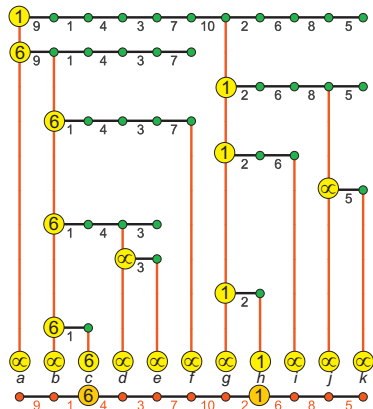 1 9 1 4 3 7 10 2 6 8 5
6 9 1 4 3 7
1 2 6 8 5
6 1 4 3 7
1 2 6
∝ 5
6 1 4 3
∝ 3
1 2
6 1
∝ ∝ 6 ∝ ∝ ∝ ∝ 1 ∝ ∝ ∝
a b c d e f g h i j k
9 1 6 4 3 7 10 2 1 6 8 5